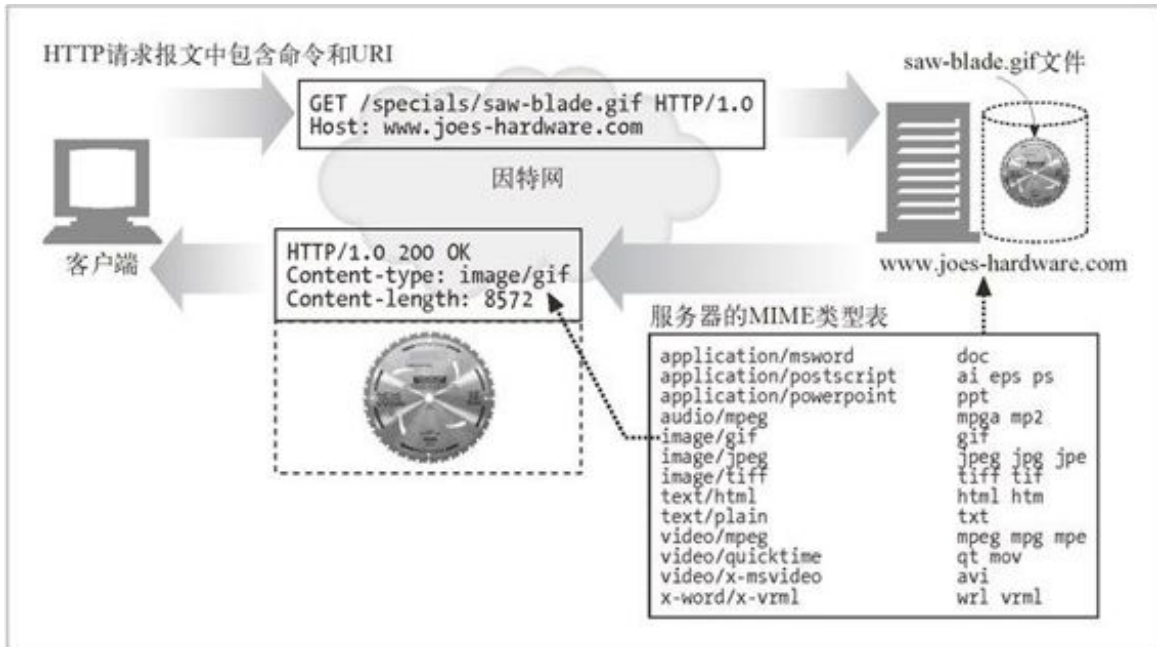 HTTP请求报文中包含命令和URI
saw-blade.gif文件
GET /specials/saw-blade.gif HTTP/1.0
Host: www.joes-hardware.com
因特网
客户端
HTTP/1.0 200 OK
Content-type: image/gif
Content-length: 8572
www.joes-hardware.com
服务器的MIME类型表
application/msword doc
application/postscript ai eps ps
application/powerpoint ppt
audio/mpeg mpga mp2
image/gif gif
image/jpeg jpeg jpg jpe
image/tiff tiff tif
text/html html htm
text/plain txt
video/mpeg mpeg mpg mpe
video/quicktime qt mov
video/x-msvideo avi
x-word/x-vrml wrl vrml